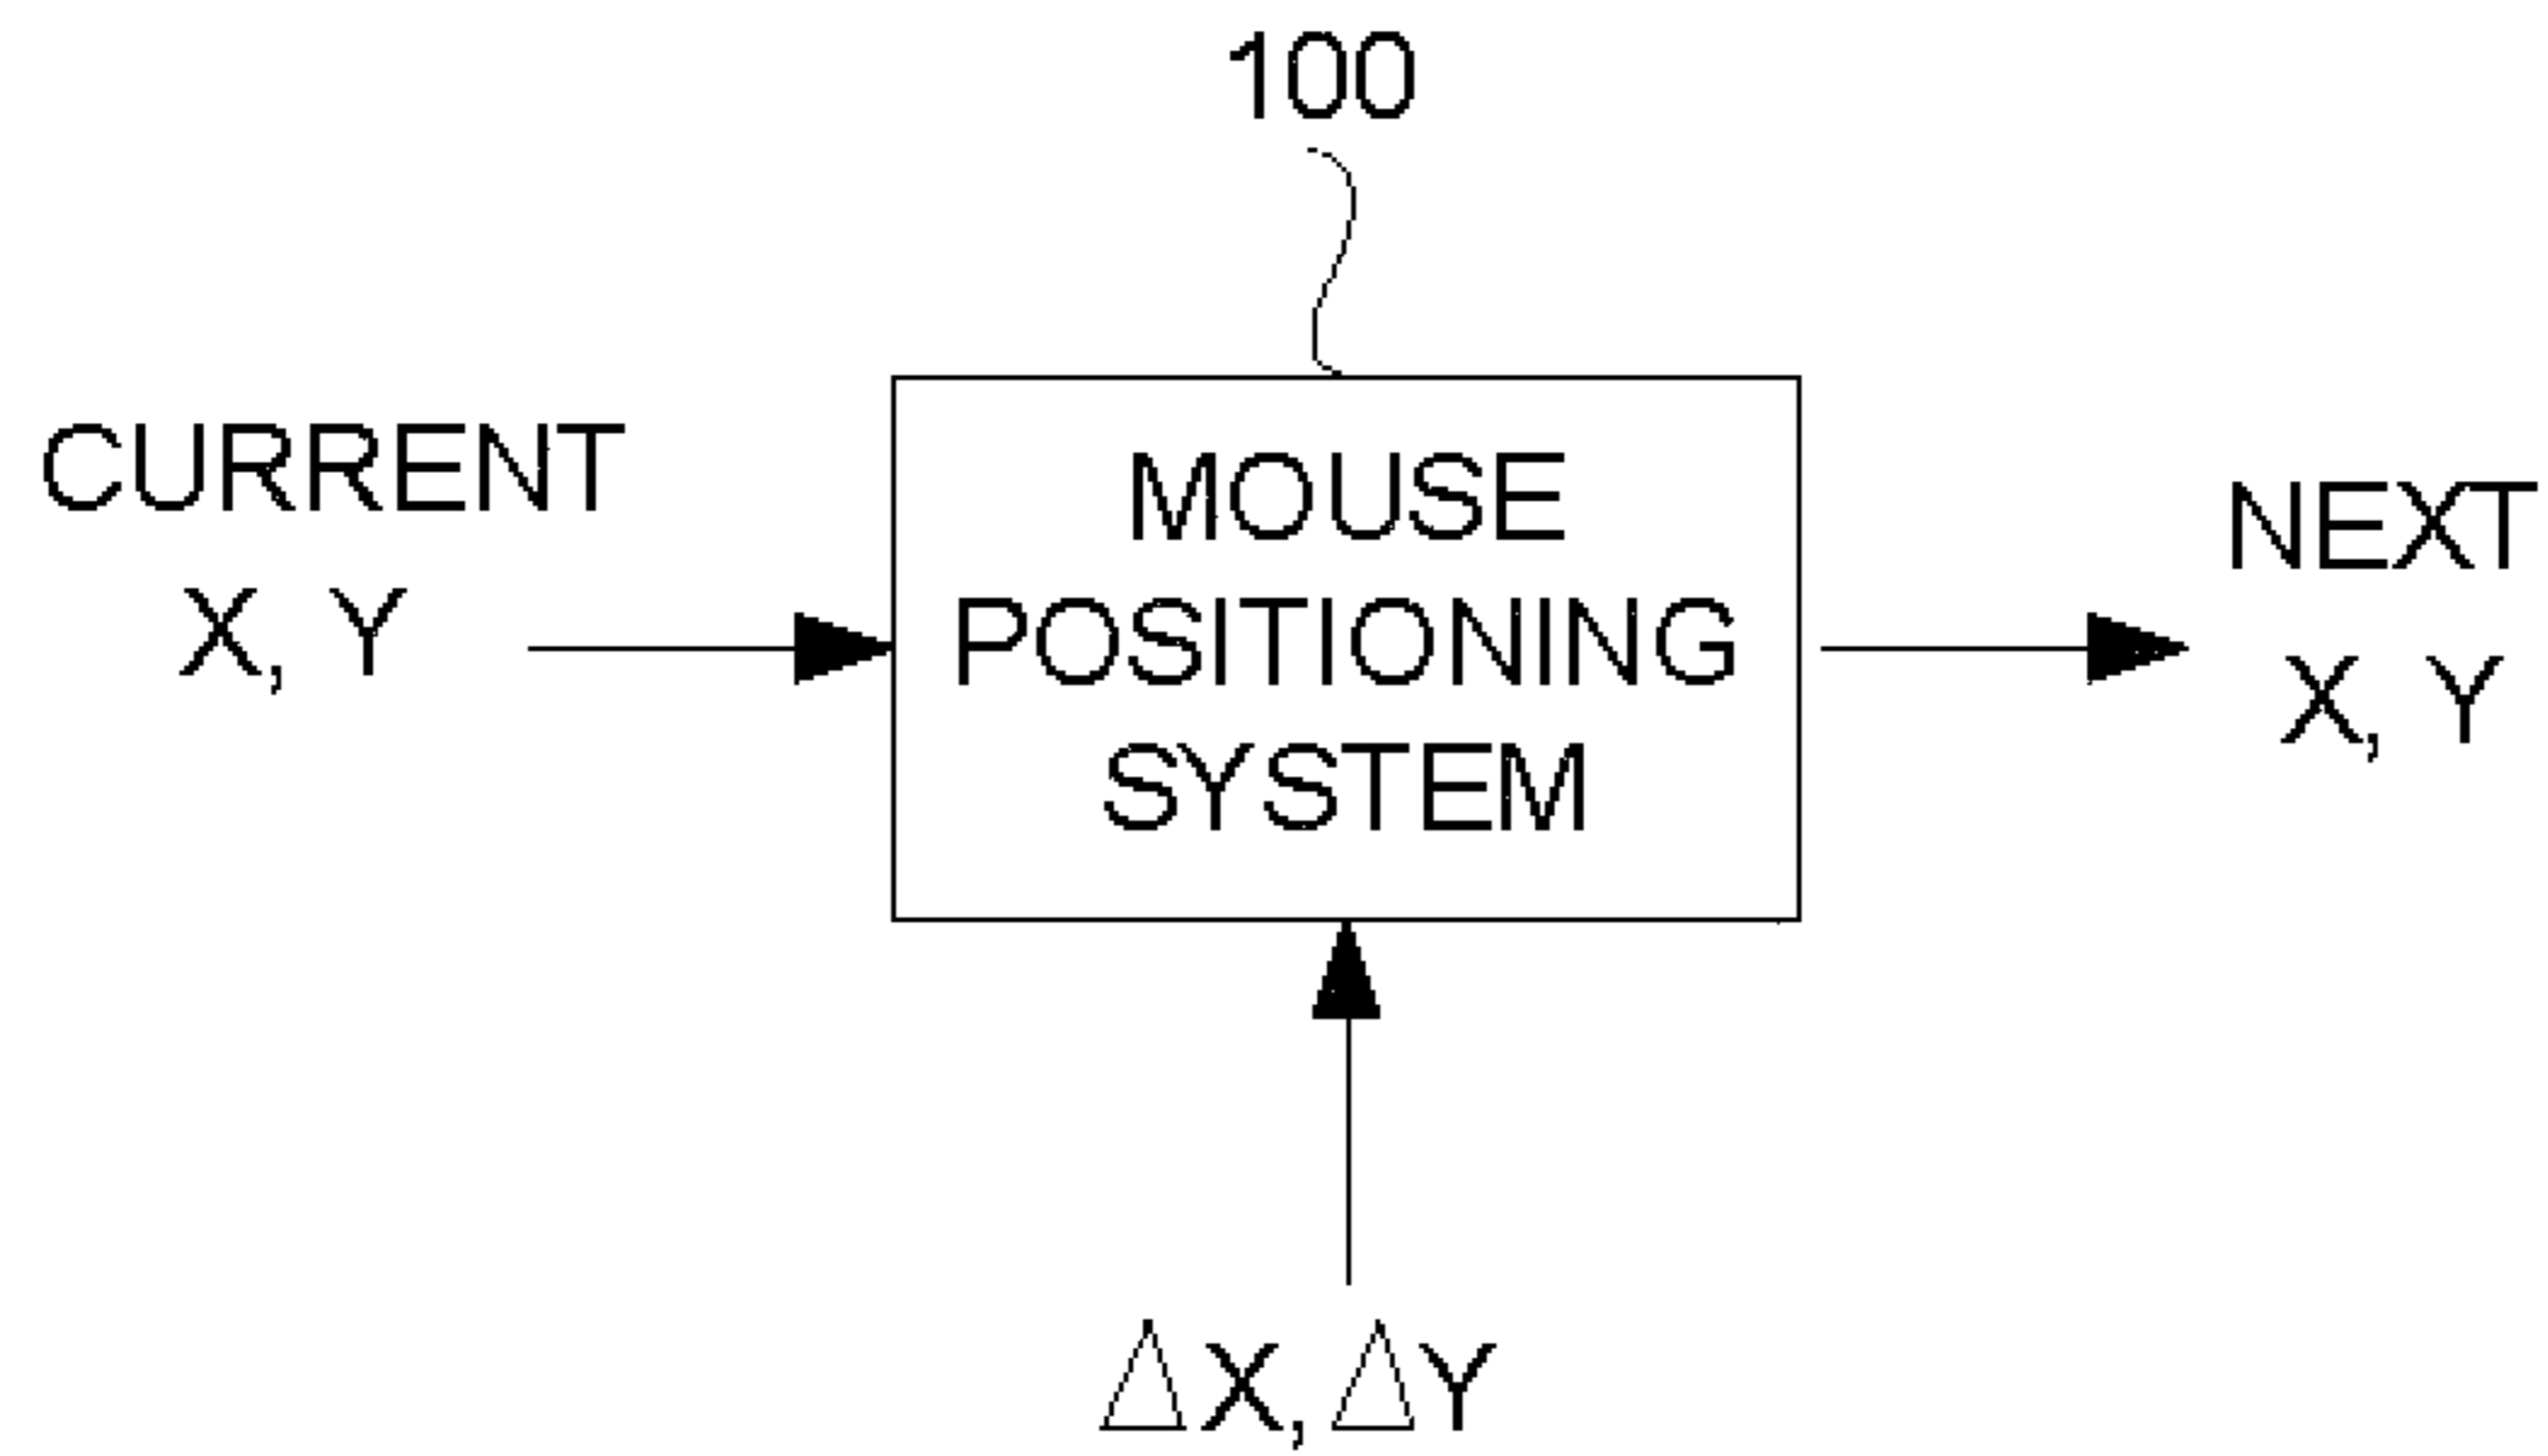 100
CURRENT
X, Y
MOUSE
POSITIONING
SYSTEM
NEXT
X, Y
ΔX, ΔY